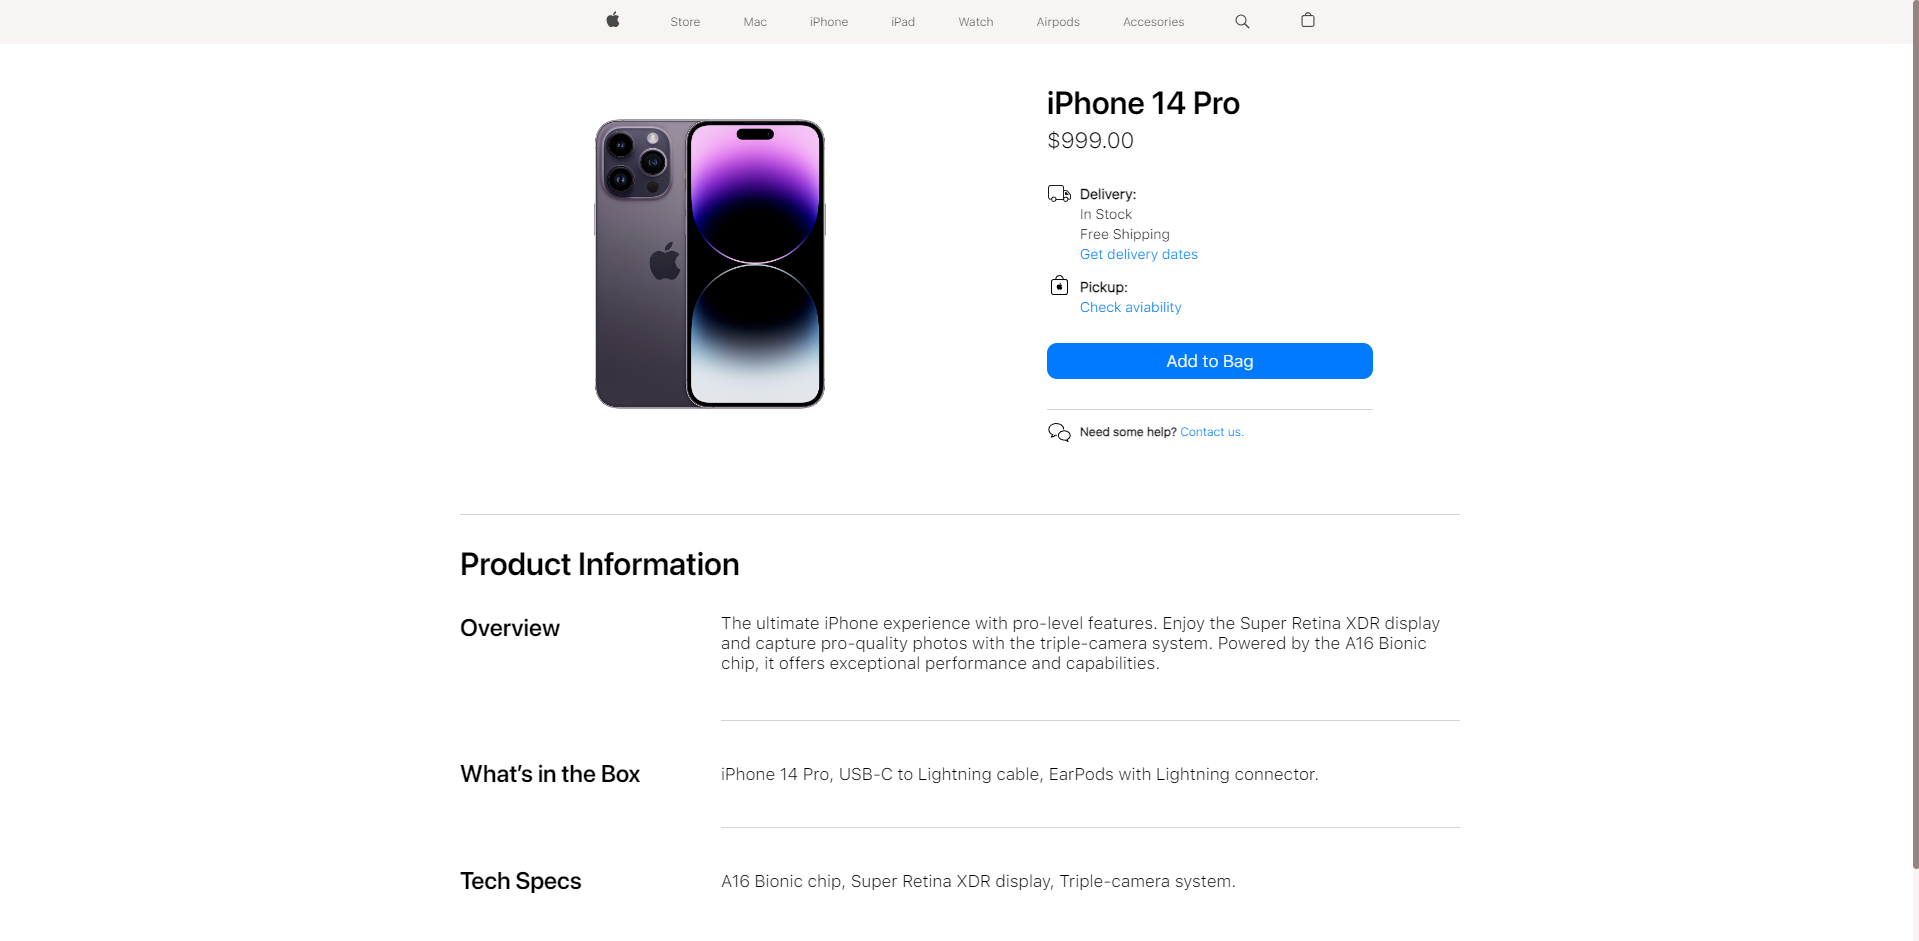 Store Mac iPhone iPad Watch Airpods Accesories
iPhone 14 Pro
$999.00
Delivery:
In Stock
Free Shipping
Get delivery dates
Pickup:
Check aviability
Add to Bag
Need some help? Contact us.
Product Information
Overview
The ultimate iPhone experience with pro-level features. Enjoy the Super Retina XDR display
and capture pro-quality photos with the triple-camera system. Powered by the A16 Bionic
chip, it offers exceptional performance and capabilities.
What’s in the Box
iPhone 14 Pro, USB-C to Lightning cable, EarPods with Lightning connector.
Tech Specs
A16 Bionic chip, Super Retina XDR display, Triple-camera system.